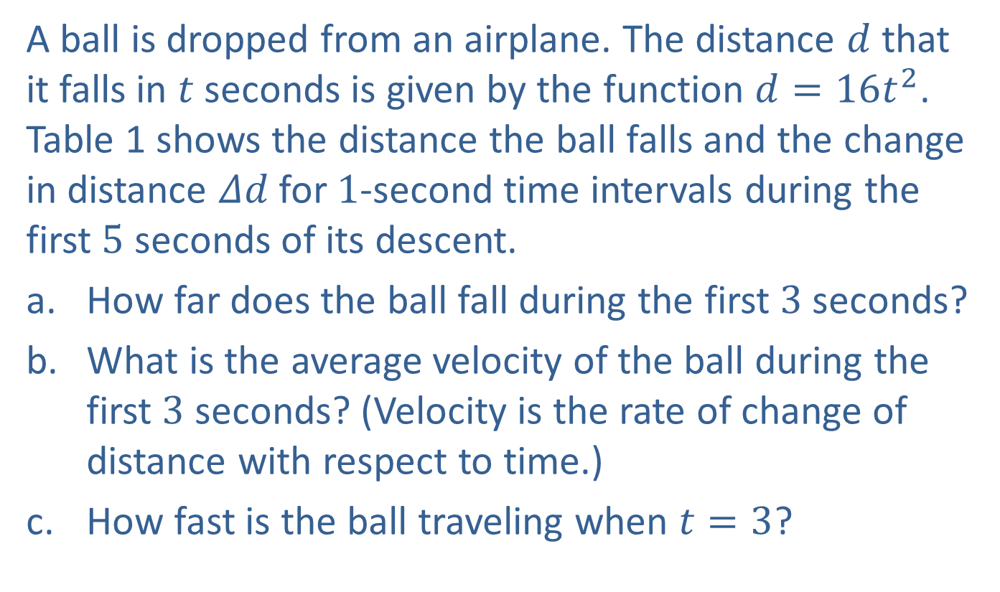 A ball is dropped from an airplane. The distance d that
it falls in t seconds is given by the function d = 16t².
Table 1 shows the distance the ball falls and the change
in distance Δd for 1-second time intervals during the
first 5 seconds of its descent.
a. How far does the ball fall during the first 3 seconds?
b. What is the average velocity of the ball during the
first 3 seconds? (Velocity is the rate of change of
distance with respect to time.)
c. How fast is the ball traveling when t = 3?